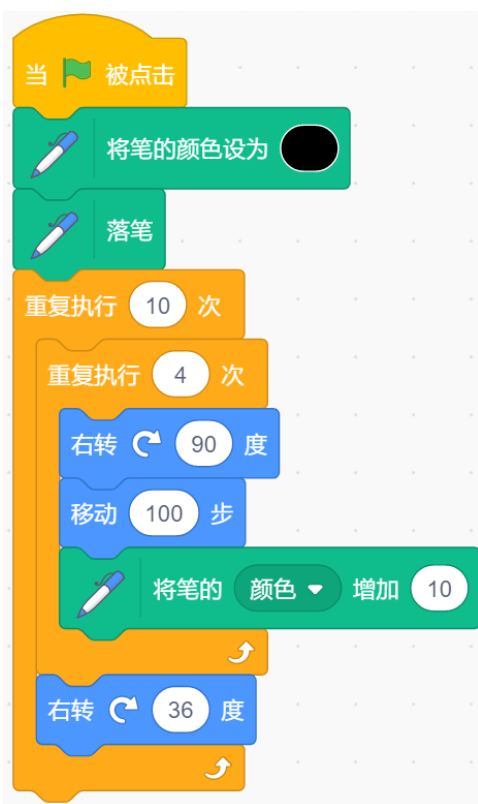 当 被点击
将笔的颜色设为
落笔
重复执行 10 次
重复执行 4 次
右转 90 度
移动 100 步
将笔的 颜色 增加 10
右转 36 度